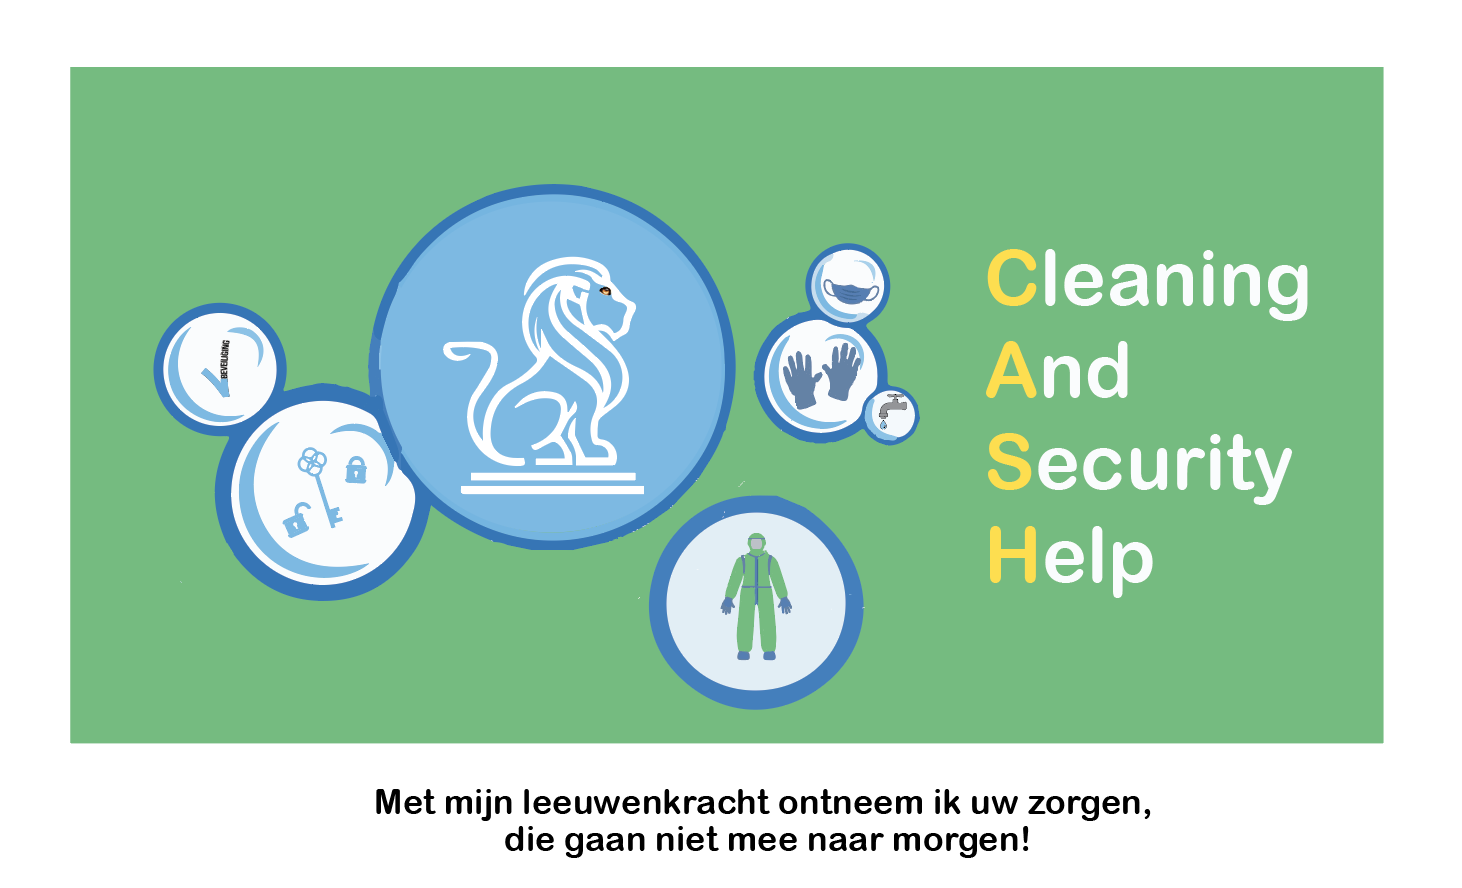 BEVEILIGING
Cleaning
And
Security
Help
Met mijn leeuwenkracht ontneem ik uw zorgen,
die gaan niet mee naar morgen!